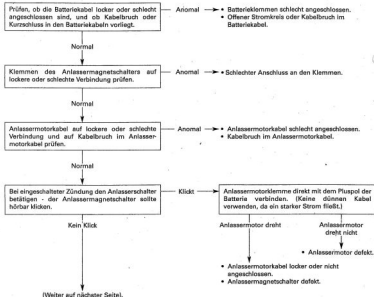 Prüfen, ob die Batteriekabel locker oder schlecht
angeschlossen sind, und ob Kabelbruch oder
Kurzschluss in den Batteriekabeln vorliegt.
Anomal
• Batterieklemmen schlecht angeschlossen.
• Offener Stromkreis oder Kabelbruch im
Batteriekabel.
Normal
Klemmen des Anlassermagnetschalters auf
lockere oder schlechte Verbindung prüfen.
Anomal
• Schlechter Anschluss an den Klemmen.
Normal
Anlassermotorkabel auf lockere oder schlechte
Verbindung und auf Kabelbruch im Anlasser-
motorkabel prüfen.
Anomal
• Anlassermotorkabel schlecht angeschlossen.
• Kabelbruch im Anlassermotorkabel.
Normal
Bei eingeschalteter Zündung den Anlasserschalter
betätigen - der Anlassermagnetschalter sollte
hörbar klicken.
Klickt
Anlassermotorklemme direkt mit dem Pluspol der
Batteria verbinden. (Keine dünnen Kabel
verwenden, da ein starker Strom fließt.)
Kein Klick
Anlassermotor dreht
Anlassermotor
dreht nicht
• Anlassermotor defekt.
• Anlassermotorkabel locker oder nicht
angeschlossen.
• Anlassermagnetschalter defekt.
(Weiter auf nächster Seite).